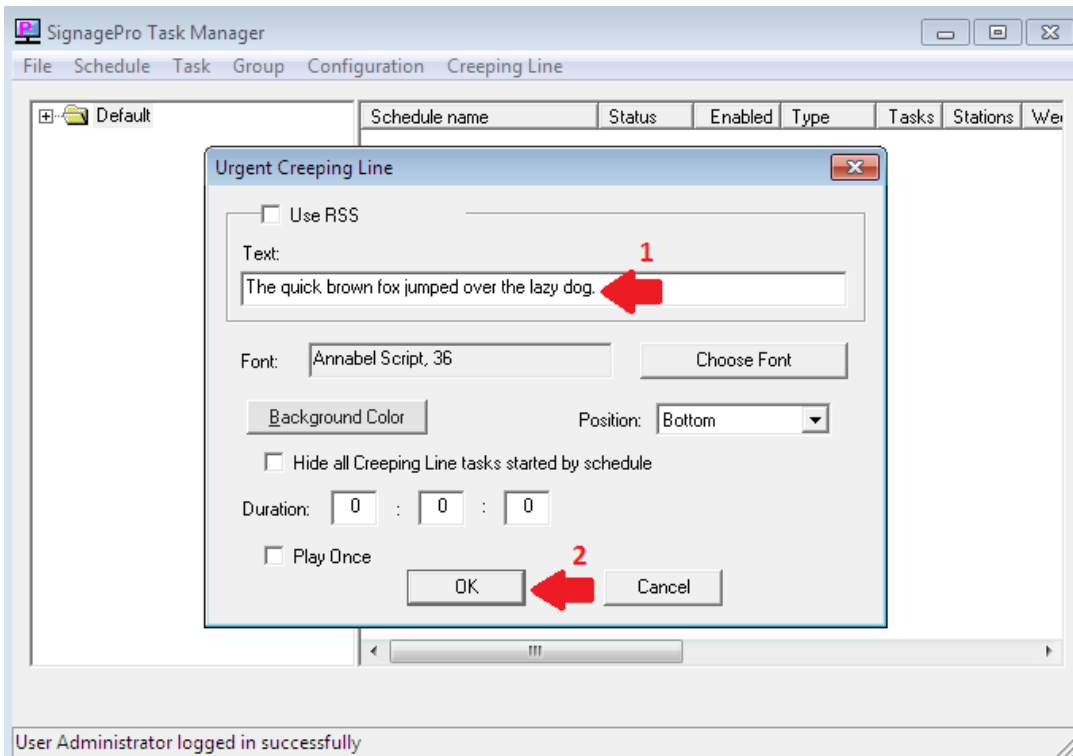 SignagePro Task Manager
File Schedule Task Group Configuration Creeping Line
Default
Schedule name Status Enabled Type Tasks Stations
Urgent Creeping Line
Use RSS
Text:
1
The quick brown fox jumped over the lazy dog.
Font: Annabel Script, 36 Choose Font
Background Color Position: Bottom
Hide all Creeping Line tasks started by schedule
Duration: 0 : 0 : 0
Play Once
2
OK Cancel
User Administrator logged in successfully